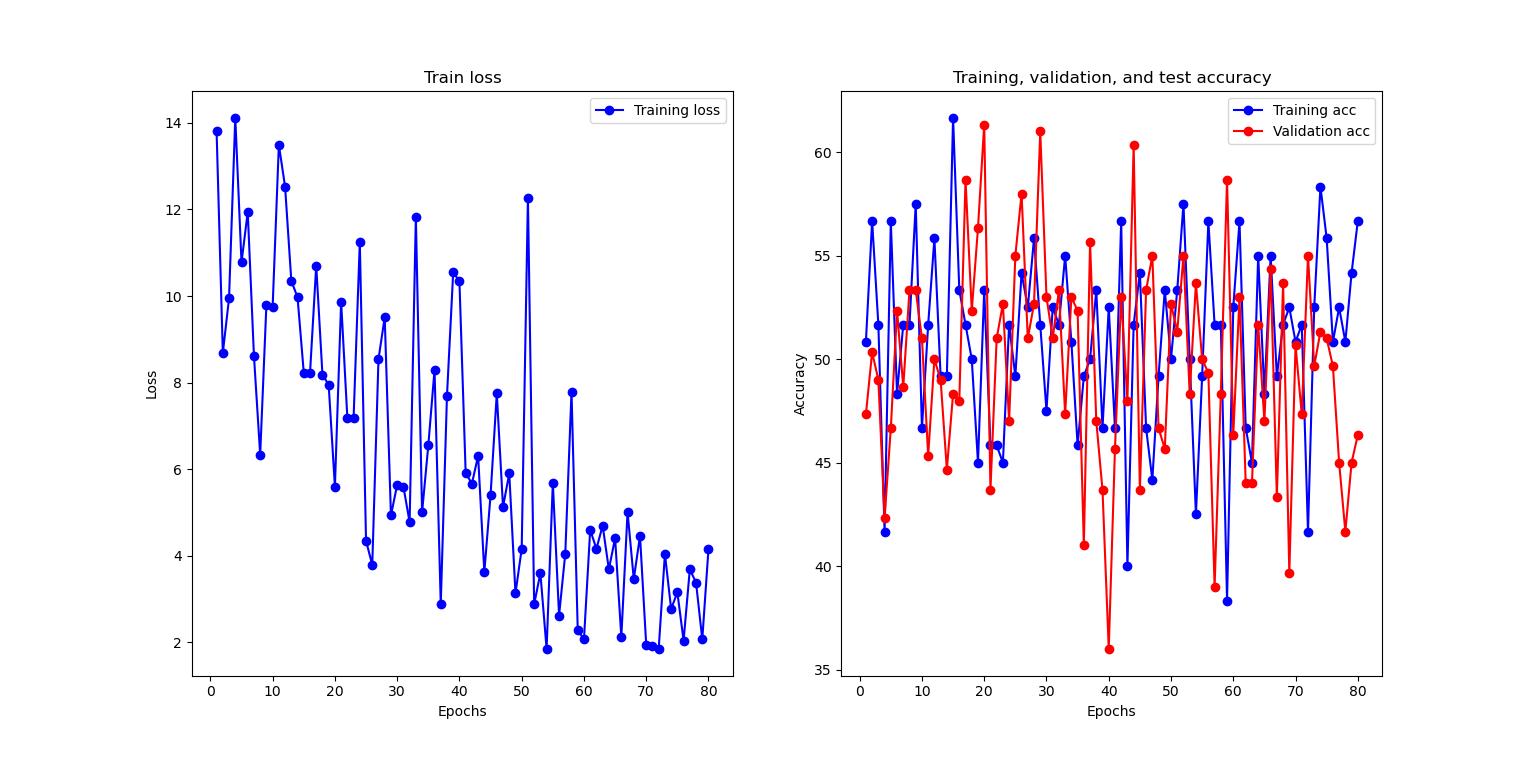 Train loss
Training loss
14
12
10
8
6
4
2
Loss
0 10 20 30 40 50 60 70 80
Epochs
Training, validation, and test accuracy
Training acc
Validation acc
60
55
50
45
40
35
Accuracy
0 10 20 30 40 50 60 70 80
Epochs